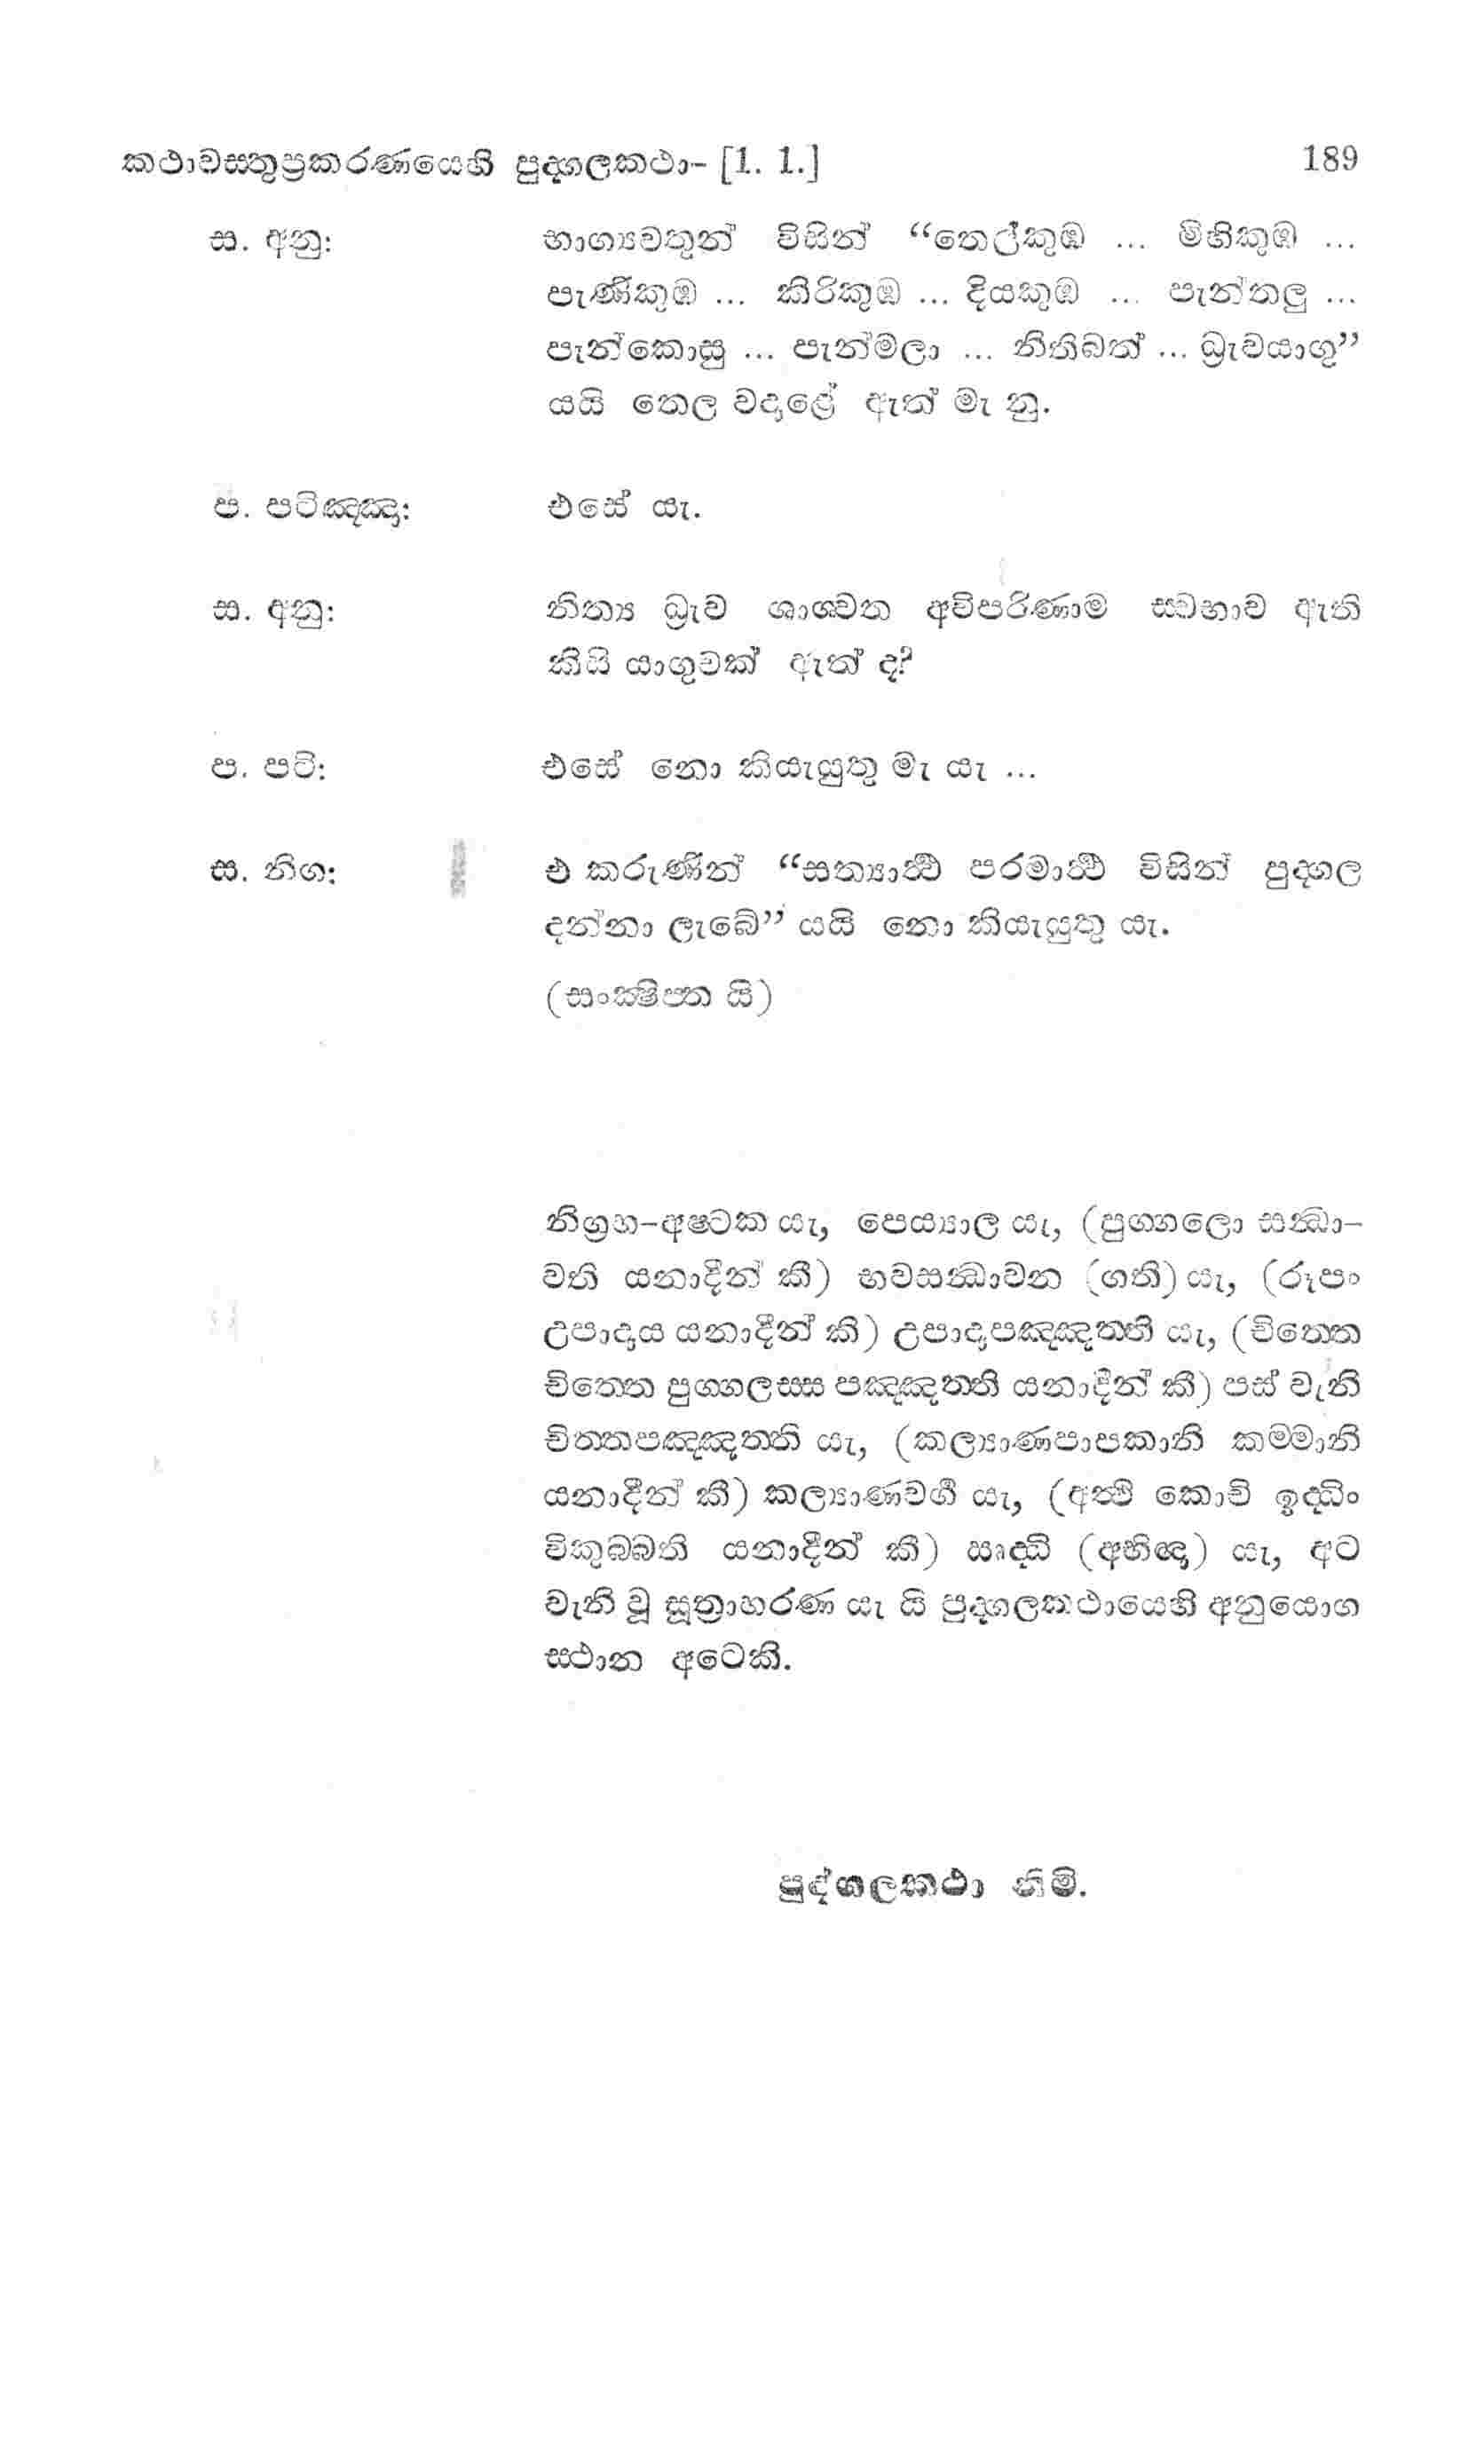 කථාවස්තුප්‍රකරණයෙහි පුද්ගලකථා- [1. 1.] 189
ස. අනු: භාග්‍යවතුන් විසින් “තෙල්කුඹ ... මීහිකුඹ ...
පැණිකුඹ ... කිරිකුඹ ... දියකුඹ ... පැන්තලු ...
පැන්කොසු ... පැන්මලා ... නිතිබත් ... ධ්‍රැවයාගු”
යයි තෙල වදාළේ ඇත් මැ නු.
ප. පටිඤ්ඤා: එසේ යැ.
ස. අනු: නිත්‍ය ධ්‍රැව ශාශ්වත අවිපරිණාම ස්වභාව ඇති
කිසි යාගුවක් ඇත් ද?
ප. පටි: එසේ නො කියැයුතු මැ යැ ...
ස. නිග: එ කරුණින් “සත්‍යාර්ථ පරමාර්ථ විසින් පුද්ගල
දන්නා ලැබේ” යයි නො කියැයුතු යැ.
(සංක්ෂිප්ත යි)
නිග්‍රහ-අෂ්ටක යැ, පෙය්‍යාල යැ, (පුග්ගලො සන්ධා-
වති යනාදීන් කී) භවසන්ධාවන (ගති) යැ, (රූපං
උපාදාය යනාදීන් කී) උපාදාපඤ්ඤත්ති යැ, (චිත්තෙ
චිත්තෙ පුග්ගලස්ස පඤ්ඤත්ති යනාදීන් කී) පස් වැනි
චිත්තපඤ්ඤත්ති යැ, (කල්‍යාණපාපකානි කම්මානි
යනාදීන් කී) කල්‍යාණවර්ග යැ, (අත්ථි කොචි ඉද්ධිං
විකුබ්බති යනාදීන් කී) ඍද්ධි (අභිඥා) යැ, අට
වැනි වූ සූත්‍රාහරණ යැ යි පුද්ගලකථායෙහි අනුයොග
ස්ථාන අටෙකි.
පුද්ගලකථා නිමි.